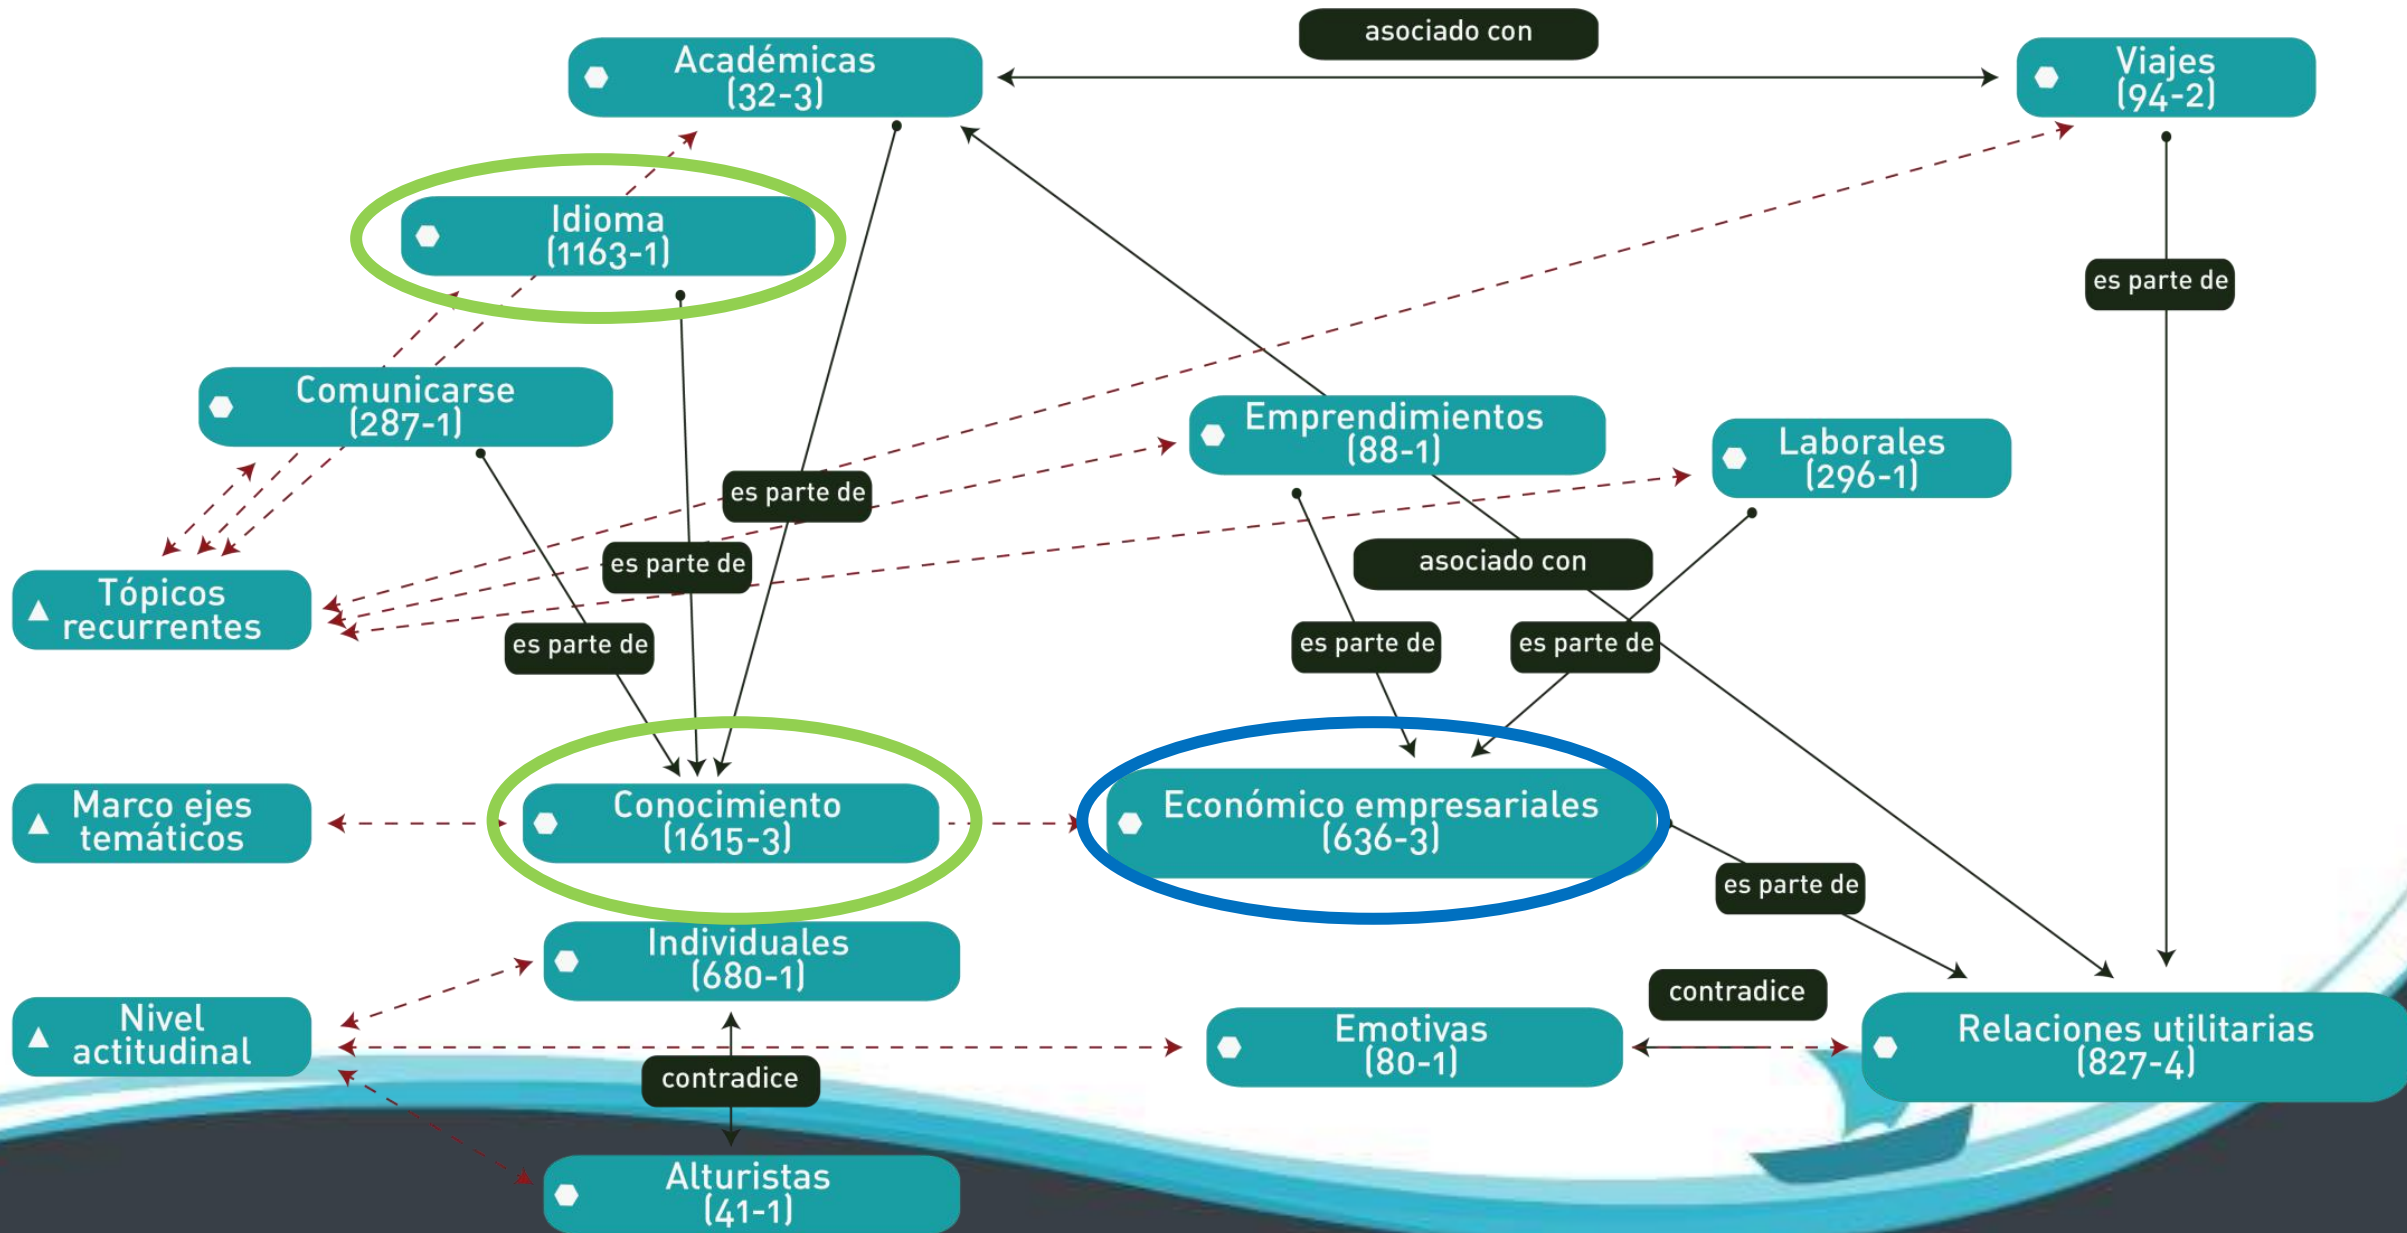 asociado con
Académicas
(32-3)
Viajes
(94-2)
Idioma
(1163-1)
es parte de
Comunicarse
(287-1)
Emprendimientos
(88-1)
Laborales
(296-1)
es parte de
es parte de
asociado con
Tópicos
recurrentes
es parte de
es parte de
es parte de
Marco ejes
temáticos
Conocimiento
(1615-3)
Económico empresariales
(636-3)
es parte de
Individuales
(680-1)
contradice
Nivel
actitudinal
Emotivas
(80-1)
Relaciones utilitarias
(827-4)
contradice
Alturistas
(41-1)